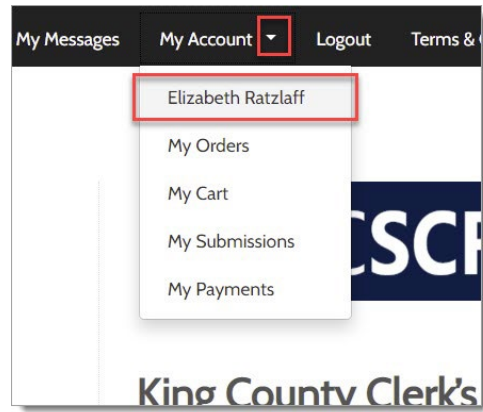 My Messages My Account Logout Terms &
Elizabeth Ratzlaff
My Orders
My Cart
My Submissions
My Payments
CSCR
King County Clerk's